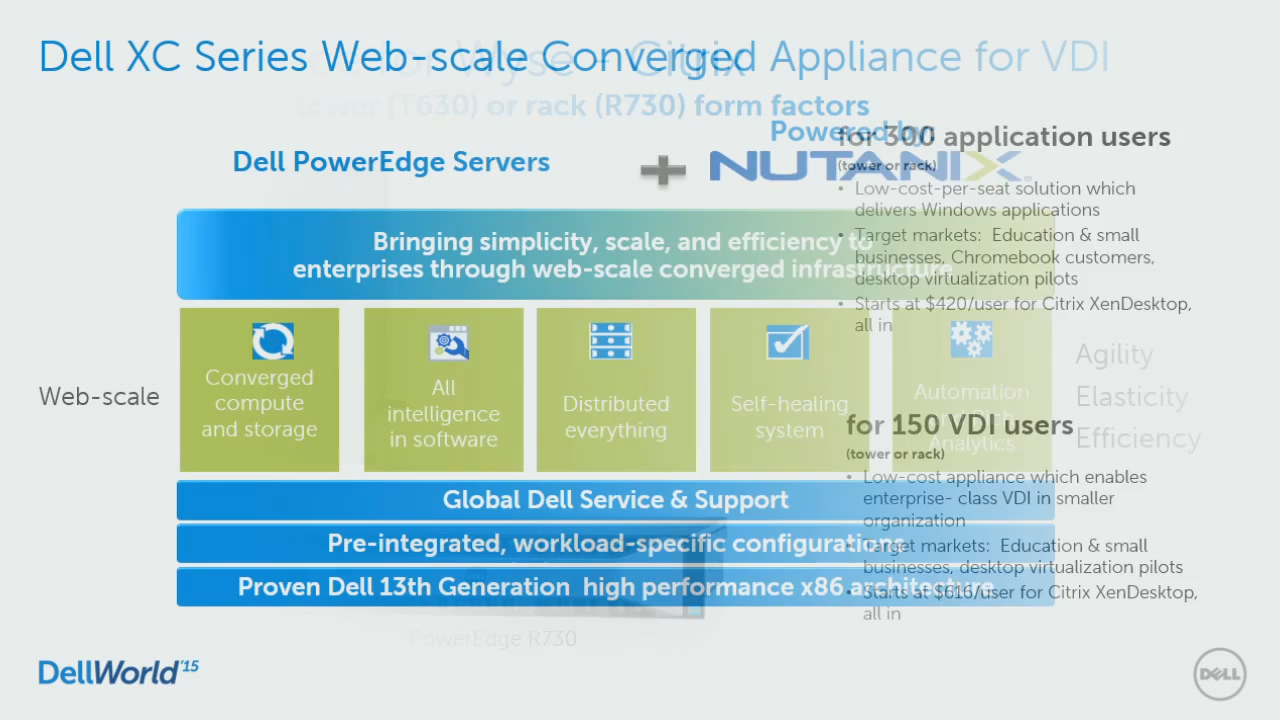 Dell XC Series Web-scale Converged Appliance for VDI
for Wyse - Citrix
tower (T630) or rack (R730) form factors
Powered by:
Dell PowerEdge Servers
+
NUTANIX
for 300 application users
(tower or rack)
• Low-cost-per-seat solution which
delivers Windows applications
• Target markets: Education & small
businesses, Chromebook customers,
desktop virtualization pilots
• Starts at $420/user for Citrix XenDesktop,
all in
Bringing simplicity, scale, and efficiency to
enterprises through web-scale converged infrastructure
Web-scale
Converged
compute
and storage
All
intelligence
in software
Distributed
everything
Self-healing
system
Automation
and Rich
Analytics
Agility
Elasticity
Efficiency
for 150 VDI users
(tower or rack)
• Low-cost appliance which enables
enterprise- class VDI in smaller
organization
• Target markets: Education & small
businesses, desktop virtualization pilots
• Starts at $616/user for Citrix XenDesktop,
all in
Global Dell Service & Support
Pre-integrated, workload-specific configurations
Proven Dell 13th Generation high performance x86 architecture
PowerEdge R730
DellWorld'15
DELL